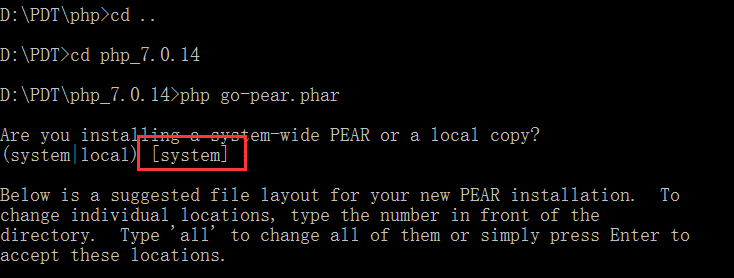 D:\PDT\php>cd ..
D:\PDT>cd php_7.0.14
D:\PDT\php_7.0.14>php go-pear.phar
Are you installing a system-wide PEAR or a local copy?
(system|local) [system]
Below is a suggested file layout for your new PEAR installation.  To
change individual locations, type the number in front of the
directory.  Type 'all' to change all of them or simply press Enter to
accept these locations.